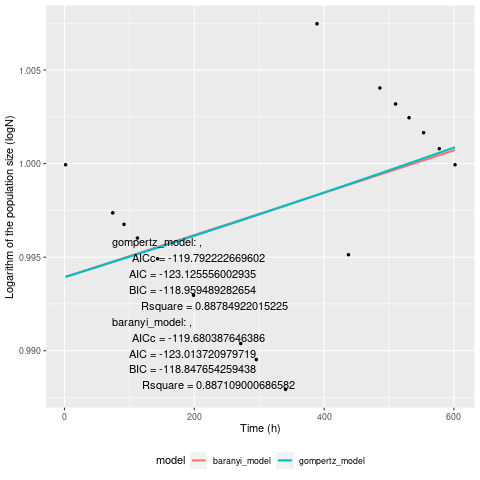 1.005
1.000
0.995
0.990
Logarithm of the population size (logN)
gompertz_model: ,
AICc = -119.792222669602
AIC = -123.125556002935
BIC = -118.959489282654
Rsquare = 0.88784922015225
baranyi_model: ,
AICc = -119.680387646386
AIC = -123.013720979719
BIC = -118.847654259438
Rsquare = 0.887109000686582
0 200 400 600
Time (h)
model baranyi_model gompertz_model